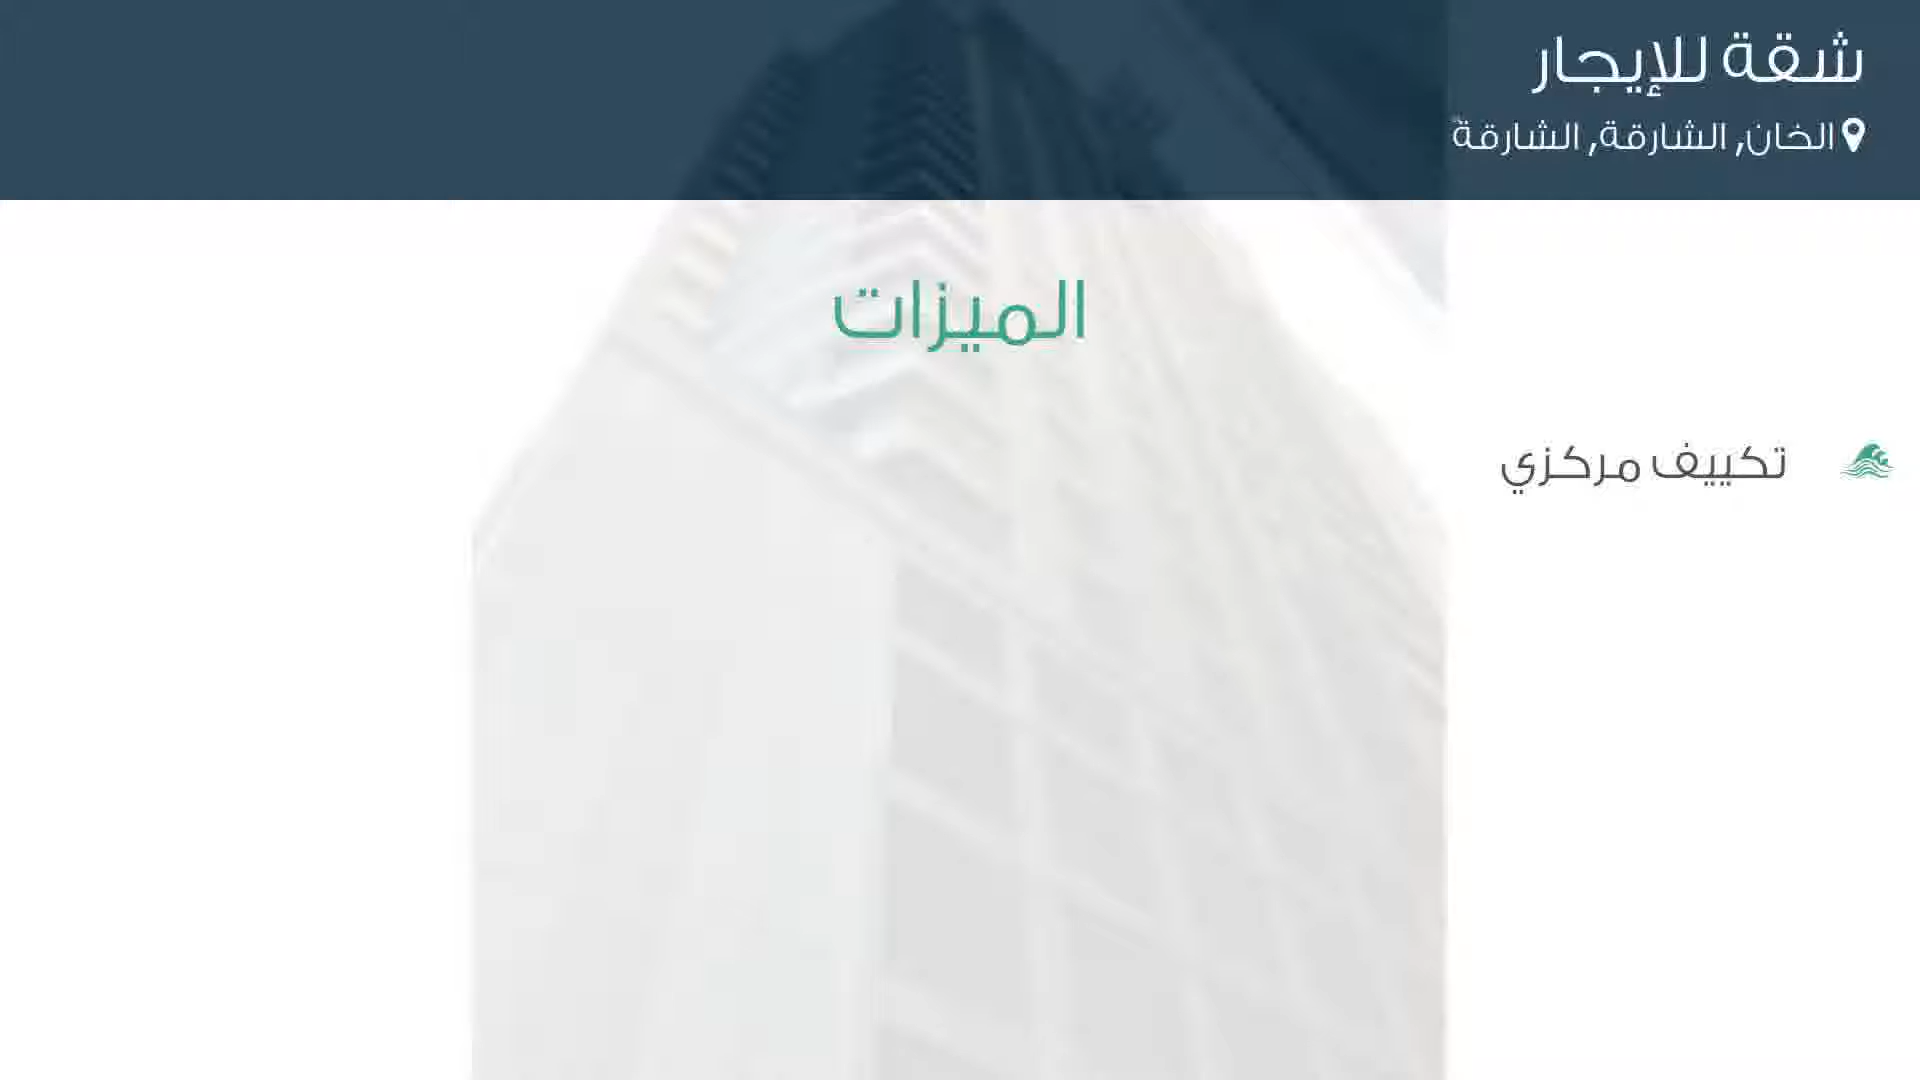 شقة للإيجار
الخان, الشارقة, الشارقة
الميزات
تكييف مركزي